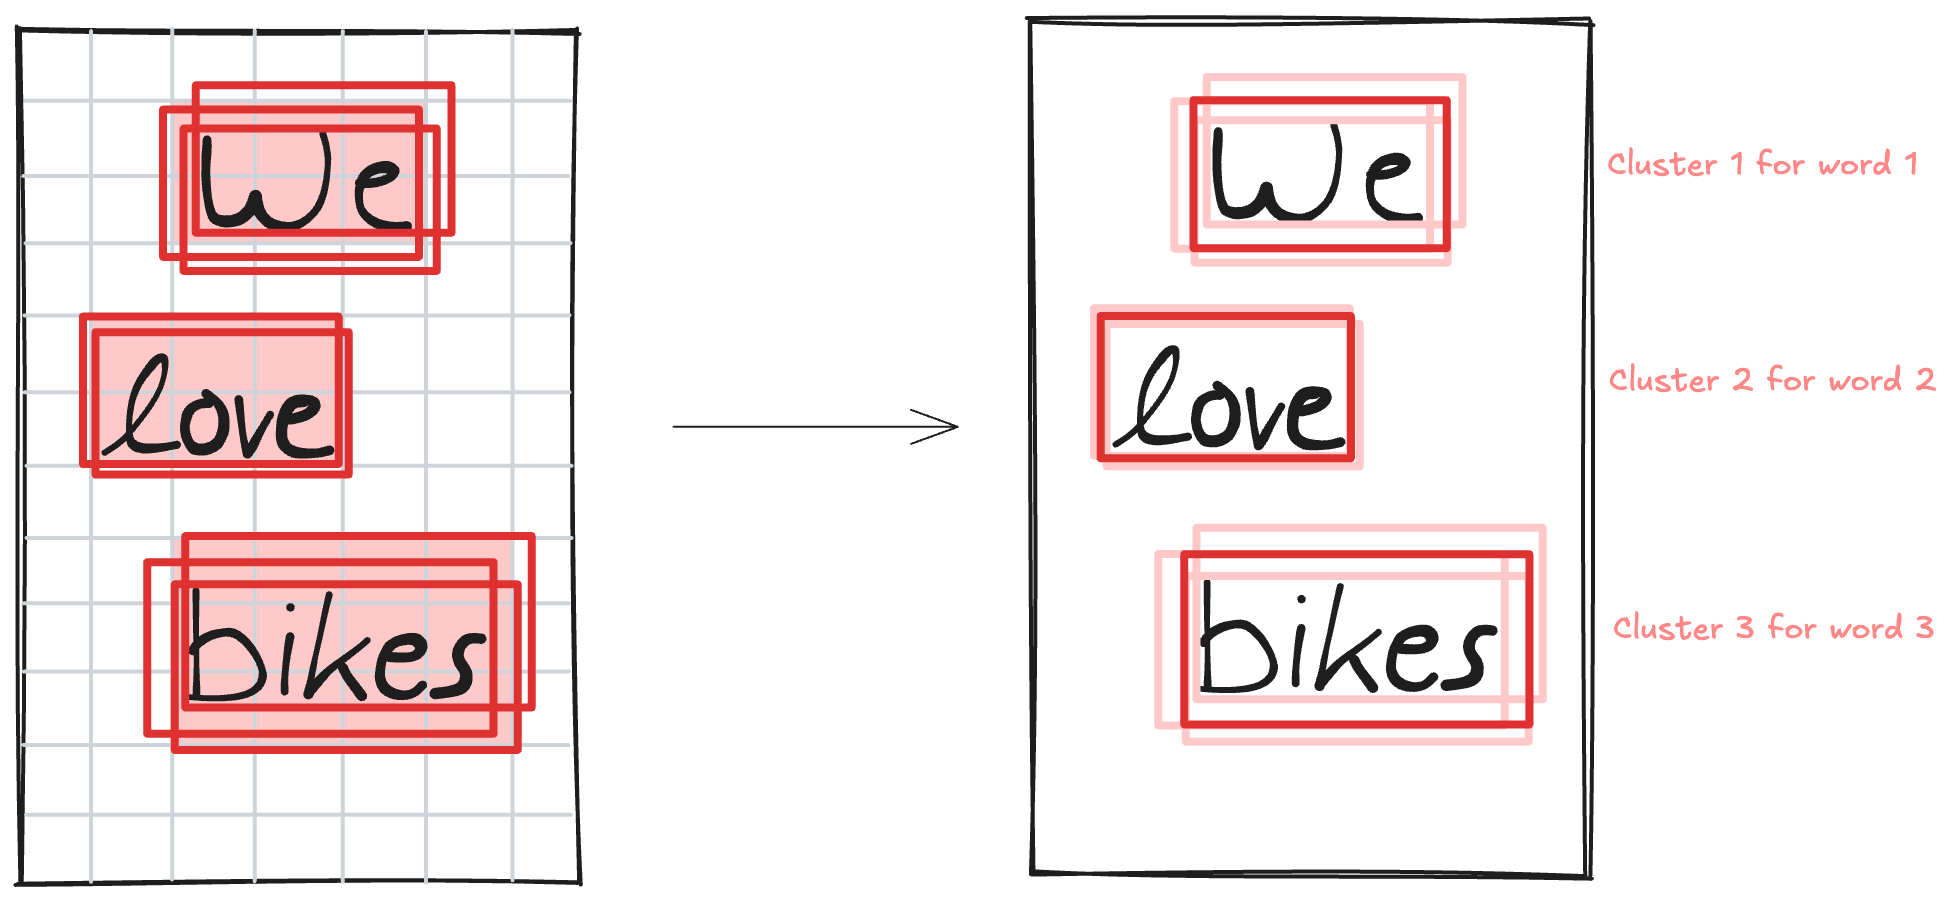 We
love
bikes
We
Cluster 1 for word 1
love
Cluster 2 for word 2
bikes
Cluster 3 for word 3